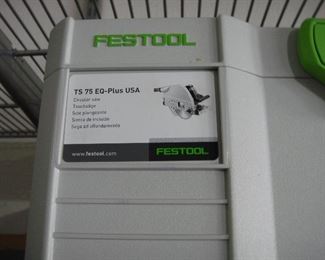 FESTOOL
TS 75 EQ-Plus USA
Circular saw
Tauchsäge
Scie plongeante
Sierra de incisión
Sega ad affondamento
www.festool.com
FESTOOL